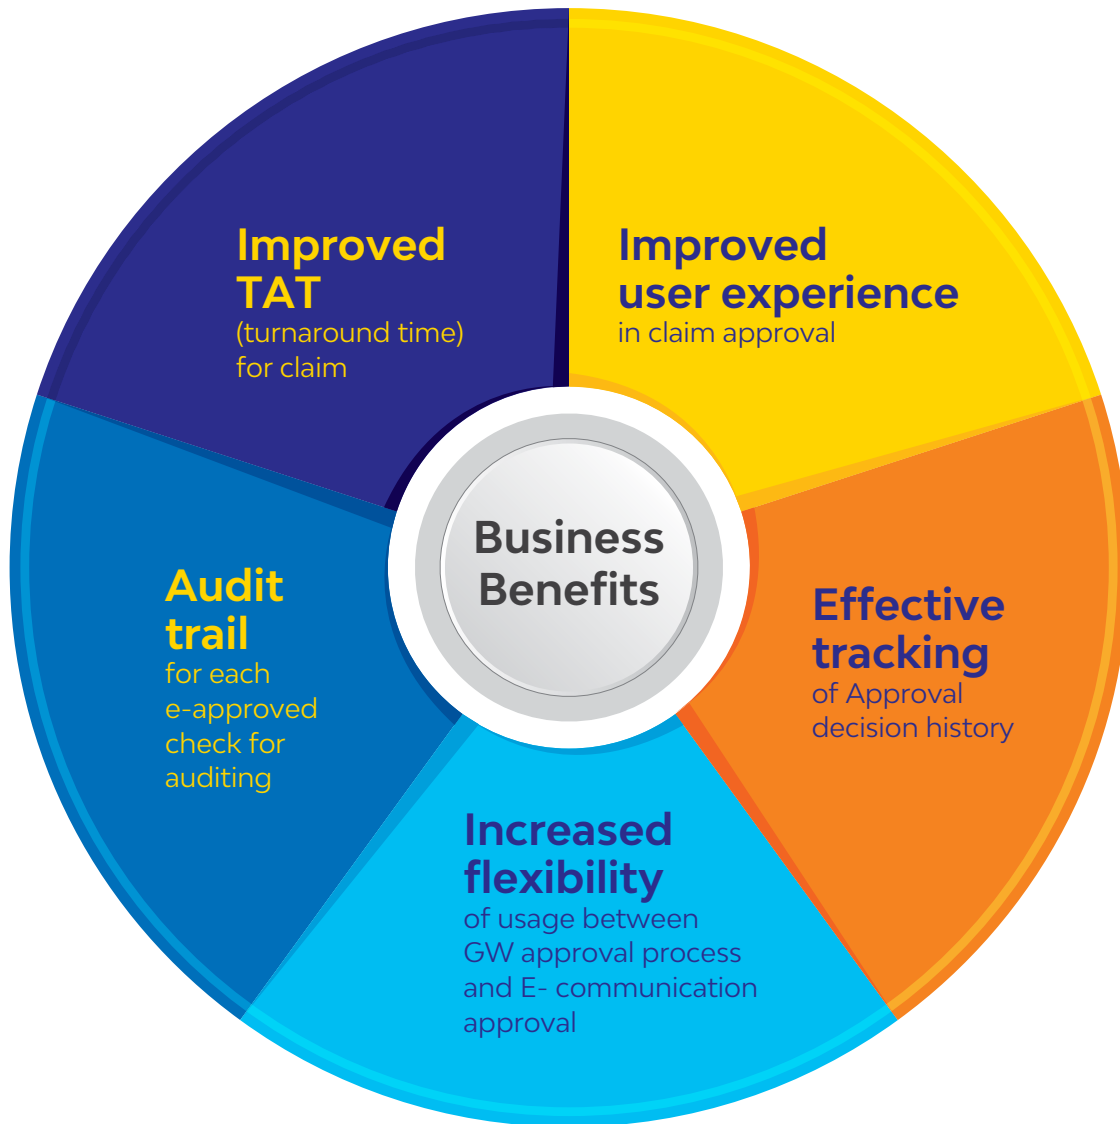 Improved
TAT
(turnaround time)
for claim
Improved
user experience
in claim approval
Business
Benefits
Audit
trail
for each
e-approved
check for
auditing
Effective
tracking
of Approval
decision history
Increased
flexibility
of usage between
GW approval process
and E- communication
approval